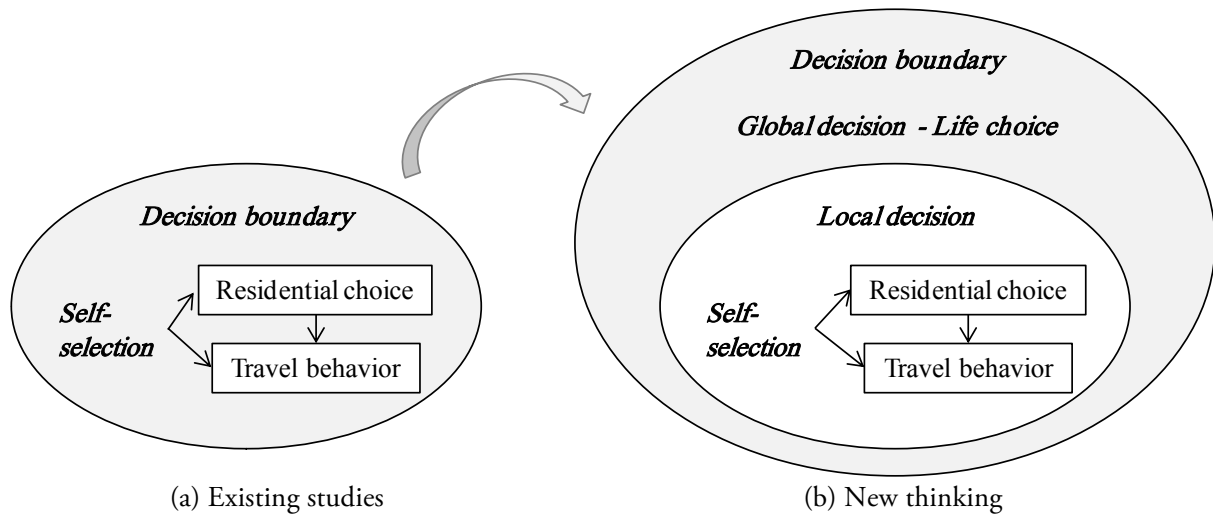 Decision boundary
Self-
selection
Residential choice
Travel behavior
(a) Existing studies
Decision boundary
Global decision - Life choice
Local decision
Self-
selection
Residential choice
Travel behavior
(b) New thinking